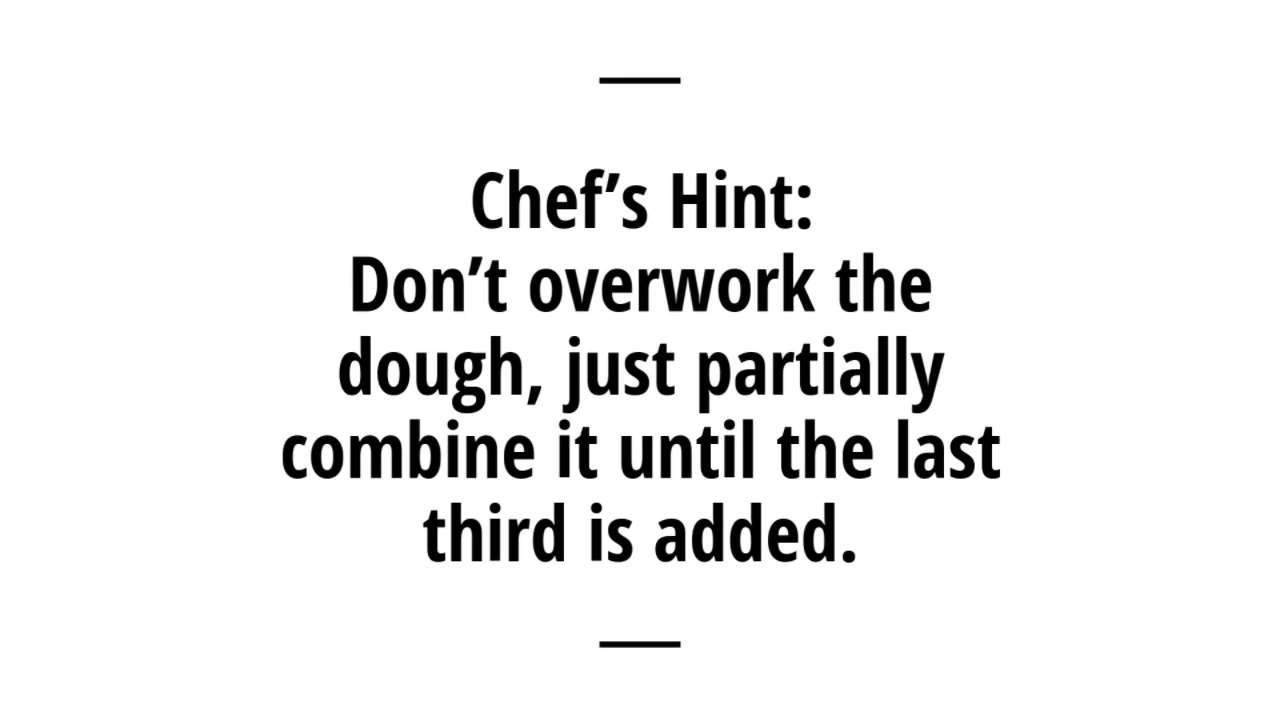 Chef’s Hint:
Don’t overwork the
dough, just partially
combine it until the last
third is added.